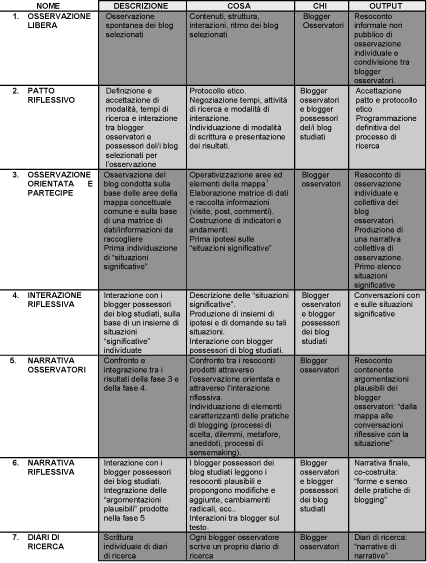 NOME DESCRIZIONE COSA CHI OUTPUT
1. OSSERVAZIONE LIBERA
Osservazione
spontanea dei blog
selezionati
Contenuti, struttura,
interazioni, ritmo dei blog
selezionati
Blogger
Osservatori
Resoconto
informale non
pubblico di
osservazione
individuale e
condivisione tra
blogger
osservatori.
2. PATTO
RIFLESSIVO
Definizione e
accettazione di
modalità, tempi di
ricerca e interazione
tra blogger
osservatori e
possessori del/i blog
selezionati per
l'osservazione
Protocollo etico.
Negoziazione tempi, attività
di ricerca e modalità di
interazione.
Individuazione di modalità
di scrittura e presentazione
dei risultati.
Blogger
osservatori
e blogger
possessori
del/i blog
studiati
Accettazione
patto e protocollo
etico
Programmazione
definitiva del
processo di
ricerca
3. OSSERVAZIONE
ORIENTATA E
PARTECIPE
Osservazione del
blog condotta sulla
base delle aree della
mappa concettuale
comune e sulla base
di una matrice di
dati/informazioni da
raccogliere
Prima individuazione
di "situazioni
significative"
Operativizzazione aree ed
elementi della mappa¹
Elaborazione matrice di dati
e raccolta informazioni
(visite, post, commenti).
Costruzione di indicatori e
andamenti.
Prima ipotesi sulle
"situazioni significative"
Blogger
osservatori
Resoconto di
osservazione
individuale e
collettiva dei
blog
osservatori.
Produzione di
una narrativa
collettiva di
osservazione.
Primo elenco
situazioni
significative
4. INTERAZIONE
RIFLESSIVA
Interazione con i
blogger possessori
dei blog studiati, sulla
base di un insieme di
situazioni
"significative"
individuate
Descrizione delle "situazioni
significative".
Produzione di insiemi di
ipotesi e di domande su tali
situazioni.
Interazione con blogger
possessori dei blog studiati.
Blogger
osservatori
e blogger
possessori
dei blog
studiati
Conversazioni con
e sulle situazioni
significative
5. NARRATIVA
OSSERVATORI
Confronto e
integrazione tra i
risultati della fase 3 e
della fase 4.
Confronto tra i resoconti
prodotti attraverso
l'osservazione orientata e
attraverso l'interazione
riflessiva.
Individuazione di elementi
caratterizzanti delle pratiche
di blogging (processi di
scelta, dilemmi, metafore,
aneddoti, processi di
sensemaking).
Blogger
osservatori
Resoconto
contenente
argomentazioni
plausibili dei
blogger
osservatori: "dalla
mappa alle
conversazioni
riflessive con la
situazione"
6. NARRATIVA
RIFLESSIVA
Interazione con i
blogger possessori
dei blog studiati.
Integrazione delle
"argomentazioni
plausibili" prodotte
nella fase 5
I blogger possessori dei
blog studiati leggono i
resoconti plausibili e
propongono modifiche e
aggiunte, cambiamenti
radicali, ecc..
Interazioni tra blogger sul
testo.
Blogger
osservatori
e blogger
possessori
dei blog
studiati
Narrativa finale,
co-costruita:
"forme e senso
delle pratiche di
blogging"
7. DIARI DI
RICERCA
Scrittura
individuale di diari
di ricerca
Ogni blogger osservatore
scrive un proprio diario di
ricerca
Blogger
osservatori
Diari di ricerca:
"narrative di
narrative"